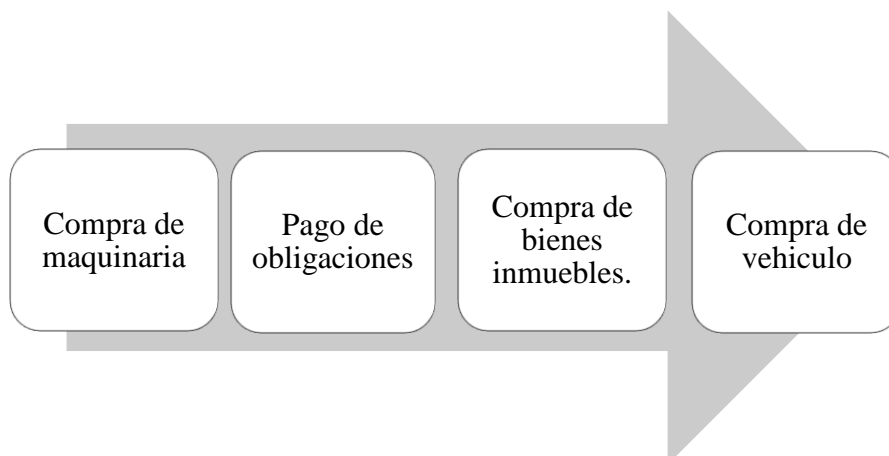 Compra de
maquinaria
Pago de
obligaciones
Compra de
bienes
inmuebles.
Compra de
vehiculo